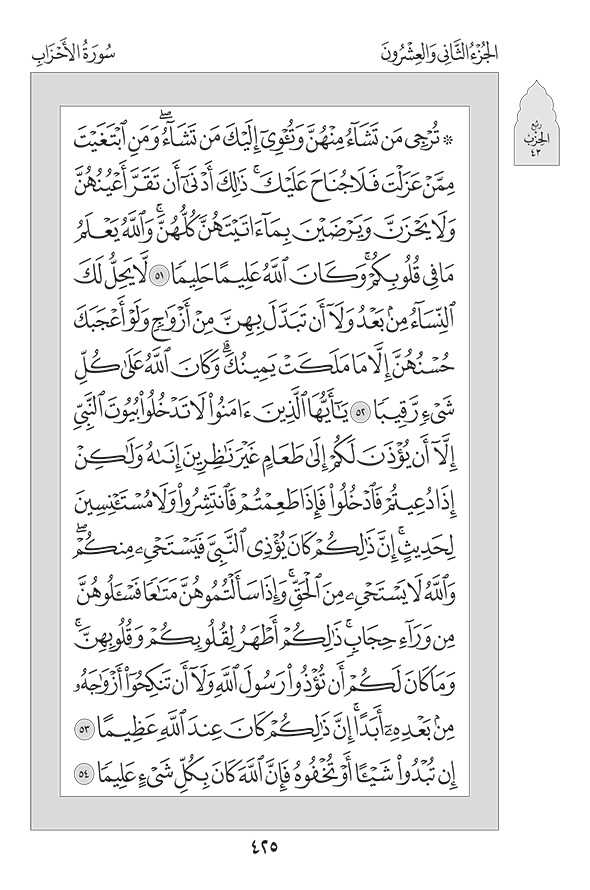 الجُزْءُ الثَّانِي وَالعِشْرُونَ
سُورَةُ الأَحْزَابِ
ربع
الحزب
٤٣
* تُرْجِى مَن تَشَآءُ مِنْهُنَّ وَتُـْٔوِىٓ إِلَيْكَ مَن تَشَآءُۖ وَمَنِ ٱبْتَغَيْتَ
مِمَّنْ عَزَلْتَ فَلَا جُنَاحَ عَلَيْكَۚ ذَٰلِكَ أَدْنَىٰٓ أَن تَقَرَّ أَعْيُنُهُنَّ
وَلَا يَحْزَنَّ وَيَرْضَيْنَ بِمَآ ءَاتَيْتَهُنَّ كُلُّهُنَّۚ وَٱللَّهُ يَعْلَمُ
مَا فِى قُلُوبِكُمْۚ وَكَانَ ٱللَّهُ عَلِيمًا حَلِيمًا ٥١ لَّا يَحِلُّ لَكَ
ٱلنِّسَآءُ مِنۢ بَعْدُ وَلَآ أَن تَبَدَّلَ بِهِنَّ مِنْ أَزْوَٰجٍ وَلَوْ أَعْجَبَكَ
حُسْنُهُنَّ إِلَّا مَا مَلَكَتْ يَمِينُكَۗ وَكَانَ ٱللَّهُ عَلَىٰ كُلِّ
شَىْءٍ رَّقِيبًا ٥٢ يَـٰٓأَيُّهَا ٱلَّذِينَ ءَامَنُوا۟ لَا تَدْخُلُوا۟ بُيُوتَ ٱلنَّبِىِّ
إِلَّآ أَن يُؤْذَنَ لَكُمْ إِلَىٰ طَعَامٍ غَيْرَ نَـٰظِرِينَ إِنَىٰهُ وَلَـٰكِنْ
إِذَا دُعِيتُمْ فَٱدْخُلُوا۟ فَإِذَا طَعِمْتُمْ فَٱنتَشِرُوا۟ وَلَا مُسْتَـْٔنِسِينَ
لِحَدِيثٍۚ إِنَّ ذَٰلِكُمْ كَانَ يُؤْذِى ٱلنَّبِىَّ فَيَسْتَحْىِۦ مِنكُمْۖ
وَٱللَّهُ لَا يَسْتَحْىِۦ مِنَ ٱلْحَقِّۚ وَإِذَا سَأَلْتُمُوهُنَّ مَتَـٰعًا فَسْـَٔلُوهُنَّ
مِن وَرَآءِ حِجَابٍۚ ذَٰلِكُمْ أَطْهَرُ لِقُلُوبِكُمْ وَقُلُوبِهِنَّۚ
وَمَا كَانَ لَكُمْ أَن تُؤْذُوا۟ رَسُولَ ٱللَّهِ وَلَآ أَن تَنكِحُوٓا۟ أَزْوَٰجَهُۥ
مِنۢ بَعْدِهِۦٓ أَبَدًاۚ إِنَّ ذَٰلِكُمْ كَانَ عِندَ ٱللَّهِ عَظِيمًا ٥٣
إِن تُبْدُوا۟ شَيْـًٔا أَوْ تُخْفُوهُ فَإِنَّ ٱللَّهَ كَانَ بِكُلِّ شَىْءٍ عَلِيمًا ٥٤
٤٢٥